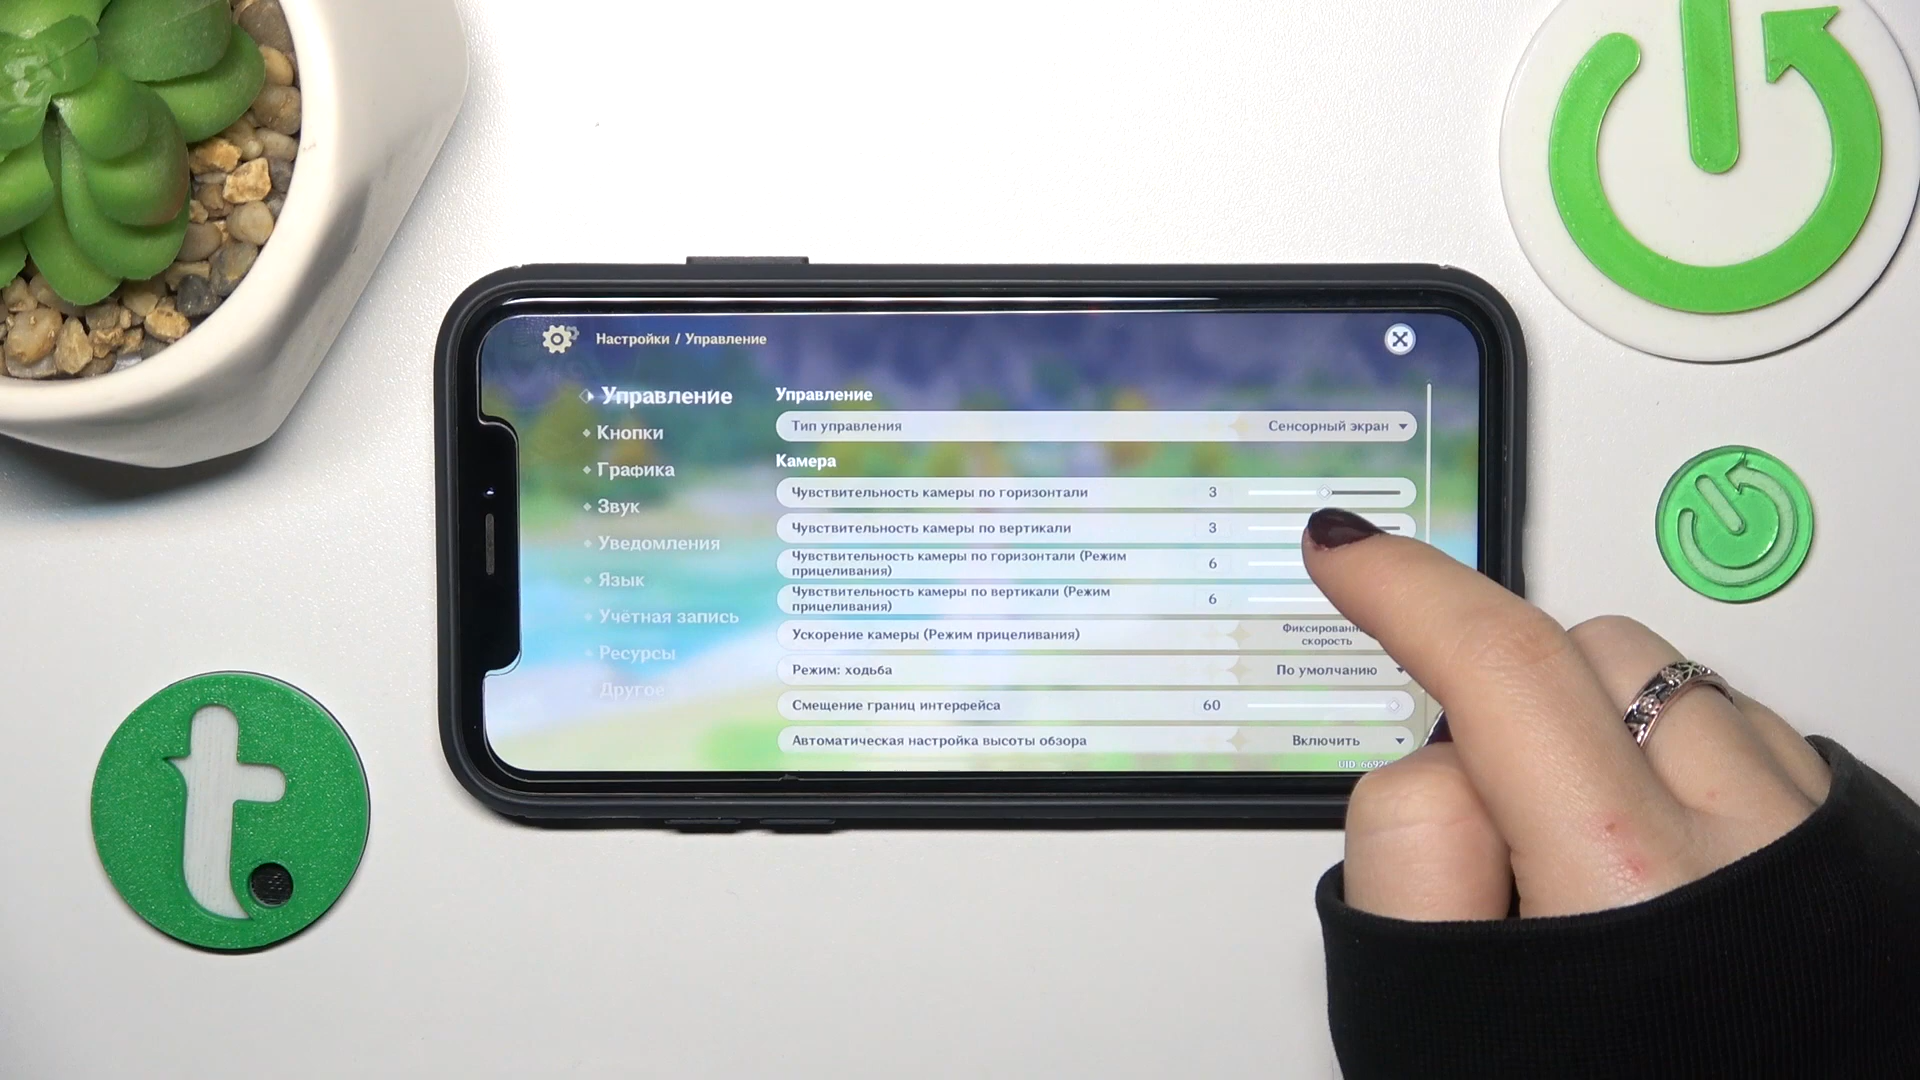 Настройки / Управление
Управление
Кнопки
Графика
Звук
Уведомления
Язык
Учётная запись
Ресурсы
Другое
Управление
Тип управления Сенсорный экран
Камера
Чувствительность камеры по горизонтали 3
Чувствительность камеры по вертикали 3
Чувствительность камеры по горизонтали (Режим
прицеливания) 6
Чувствительность камеры по вертикали (Режим
прицеливания) 6
Ускорение камеры (Режим прицеливания)
скорость
Режим: ходьба По умолчанию
Смещение границ интерфейса 60
Автоматическая настройка высоты обзора Включить
UID
t.